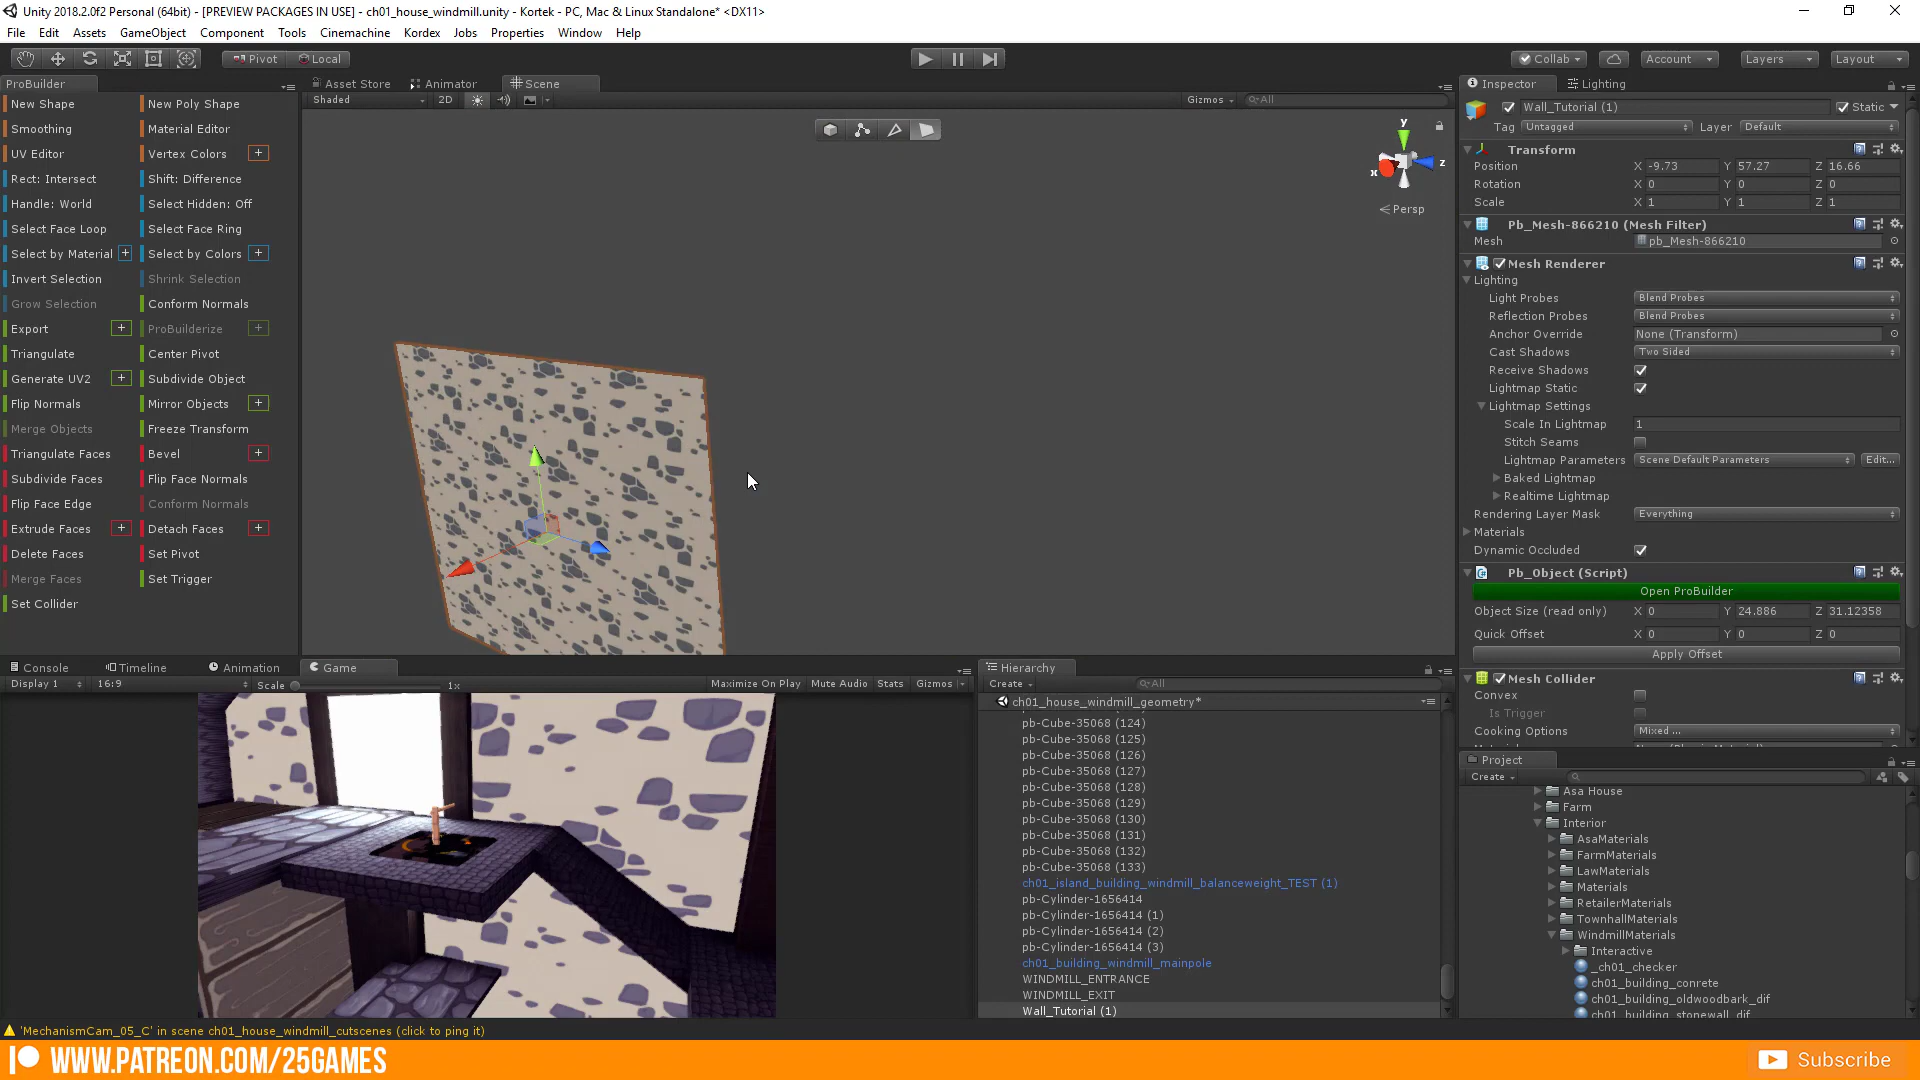 Unity 2018.2.0f2 Personal (64bit) - [PREVIEW PACKAGES IN USE] - ch01_house_windmill.unity - Kortek - PC, Mac & Linux Standalone* <DX11>
File Edit Assets GameObject Component Tools Cinemachine Kordex Jobs Properties Window Help
Pivot Local Collab Account Layers Layout
ProBuilder
New Shape New Poly Shape
Smoothing Material Editor
UV Editor Vertex Colors +
Rect: Intersect Shift: Difference
Handle: World Select Hidden: Off
Select Face Loop Select Face Ring
Select by Material + Select by Colors +
Invert Selection Shrink Selection
Grow Selection Conform Normals
Export + ProBuilderize +
Triangulate Center Pivot
Generate UV2 + Subdivide Object
Flip Normals Mirror Objects +
Merge Objects Freeze Transform
Triangulate Faces Bevel +
Subdivide Faces Flip Face Normals
Flip Face Edge Conform Normals
Extrude Faces + Detach Faces +
Delete Faces Set Pivot
Merge Faces Set Trigger
Set Collider
Asset Store Animator Scene
Shaded 2D Gizmos All
y
x z
Persp
Inspector Lighting
Wall_Tutorial (1) Static
Tag Untagged Layer Default
Transform
Position X -9.73 Y 57.27 Z 16.66
Rotation X 0 Y 0 Z 0
Scale X 1 Y 1 Z 1
Pb_Mesh-866210 (Mesh Filter)
Mesh pb_Mesh-866210
Mesh Renderer
Lighting
Light Probes Blend Probes
Reflection Probes Blend Probes
Anchor Override None (Transform)
Cast Shadows Two Sided
Receive Shadows
Lightmap Static
Lightmap Settings
Scale In Lightmap 1
Stitch Seams
Lightmap Parameters Scene Default Parameters Edit...
Baked Lightmap
Realtime Lightmap
Rendering Layer Mask Everything
Materials
Dynamic Occluded
Pb_Object (Script)
Open ProBuilder
Object Size (read only) X 0 Y 24.886 Z 31.12358
Quick Offset X 0 Y 0 Z 0
Apply Offset
Mesh Collider
Convex
Is Trigger
Cooking Options Mixed ...
Console Timeline Animation Game
Display 1 16:9 Scale 1x Maximize On Play Mute Audio Stats Gizmos
Hierarchy
Create All
ch01_house_windmill_geometry*
pb-Cube-35068 (124)
pb-Cube-35068 (125)
pb-Cube-35068 (126)
pb-Cube-35068 (127)
pb-Cube-35068 (128)
pb-Cube-35068 (129)
pb-Cube-35068 (130)
pb-Cube-35068 (131)
pb-Cube-35068 (132)
pb-Cube-35068 (133)
ch01_island_building_windmill_balanceweight_TEST (1)
pb-Cylinder-1656414
pb-Cylinder-1656414 (1)
pb-Cylinder-1656414 (2)
pb-Cylinder-1656414 (3)
ch01_building_windmill_mainpole
WINDMILL_ENTRANCE
WINDMILL_EXIT
Wall_Tutorial (1)
Project
Create
Asa House
Farm
Interior
AsaMaterials
FarmMaterials
LawMaterials
Materials
RetailerMaterials
TownhallMaterials
WindmillMaterials
Interactive
_ch01_checker
ch01_building_conrete
ch01_building_oldwoodbark_dif
ch01_building_stonewall_dif
'MechanismCam_05_C' in scene ch01_house_windmill_cutscenes (click to ping it)
WWW.PATREON.COM/25GAMES
Subscribe